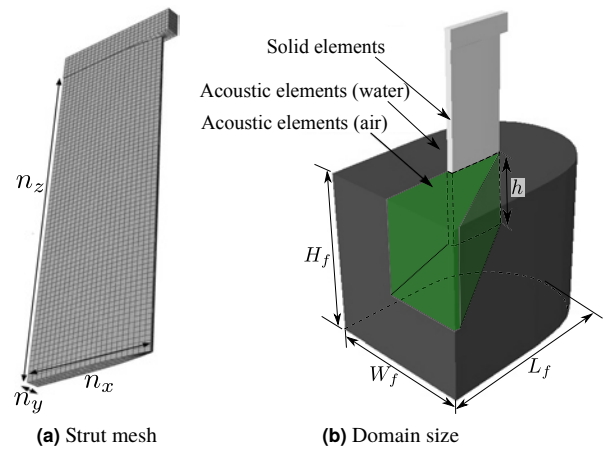 Solid elements
Acoustic elements (water)
Acoustic elements (air)
n_z
h
H_f
n_x
n_y
W_f
L_f
(a) Strut mesh
(b) Domain size